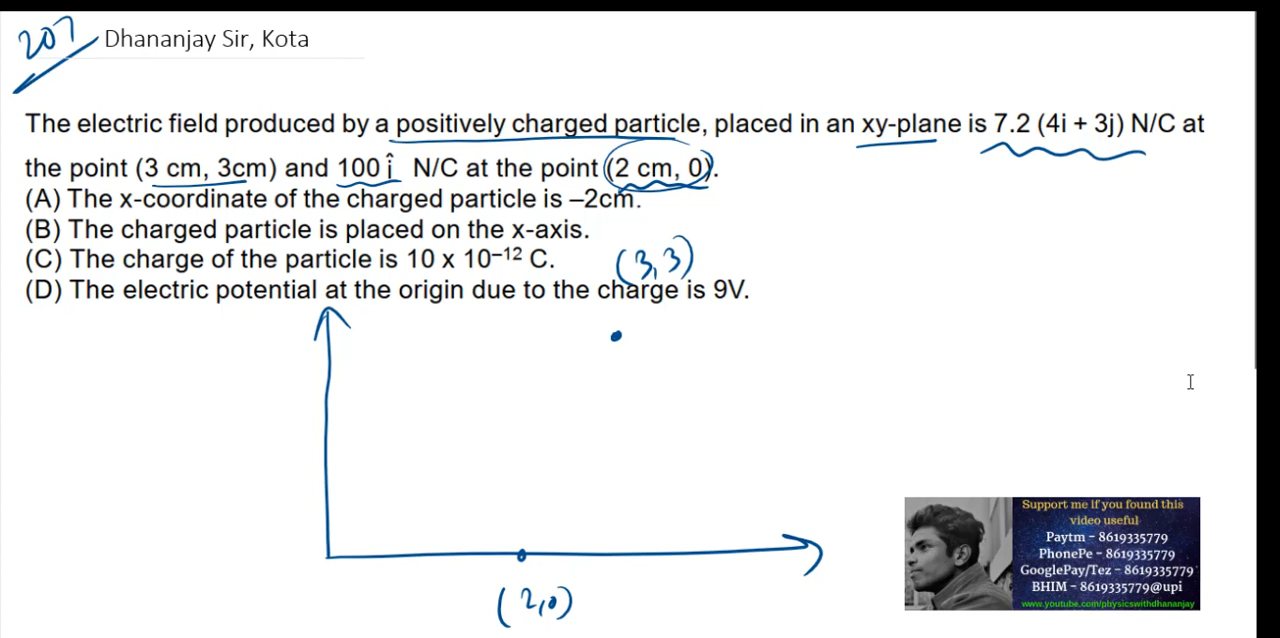 207
Dhananjay Sir, Kota
The electric field produced by a positively charged particle, placed in an xy-plane is 7.2 (4i + 3j) N/C at
the point (3 cm, 3cm) and 100 î N/C at the point (2 cm, 0).
(A) The x-coordinate of the charged particle is –2cm.
(B) The charged particle is placed on the x-axis.
(C) The charge of the particle is 10 x 10⁻¹² C.
(3,3)
(D) The electric potential at the origin due to the charge is 9V.
(2,0)
Support me if you found this
video useful
Paytm – 8619335779
PhonePe – 8619335779
GooglePay/Tez - 8619335779
BHIM – 8619335779@upi
www.youtube.com/physicswithdhananjay